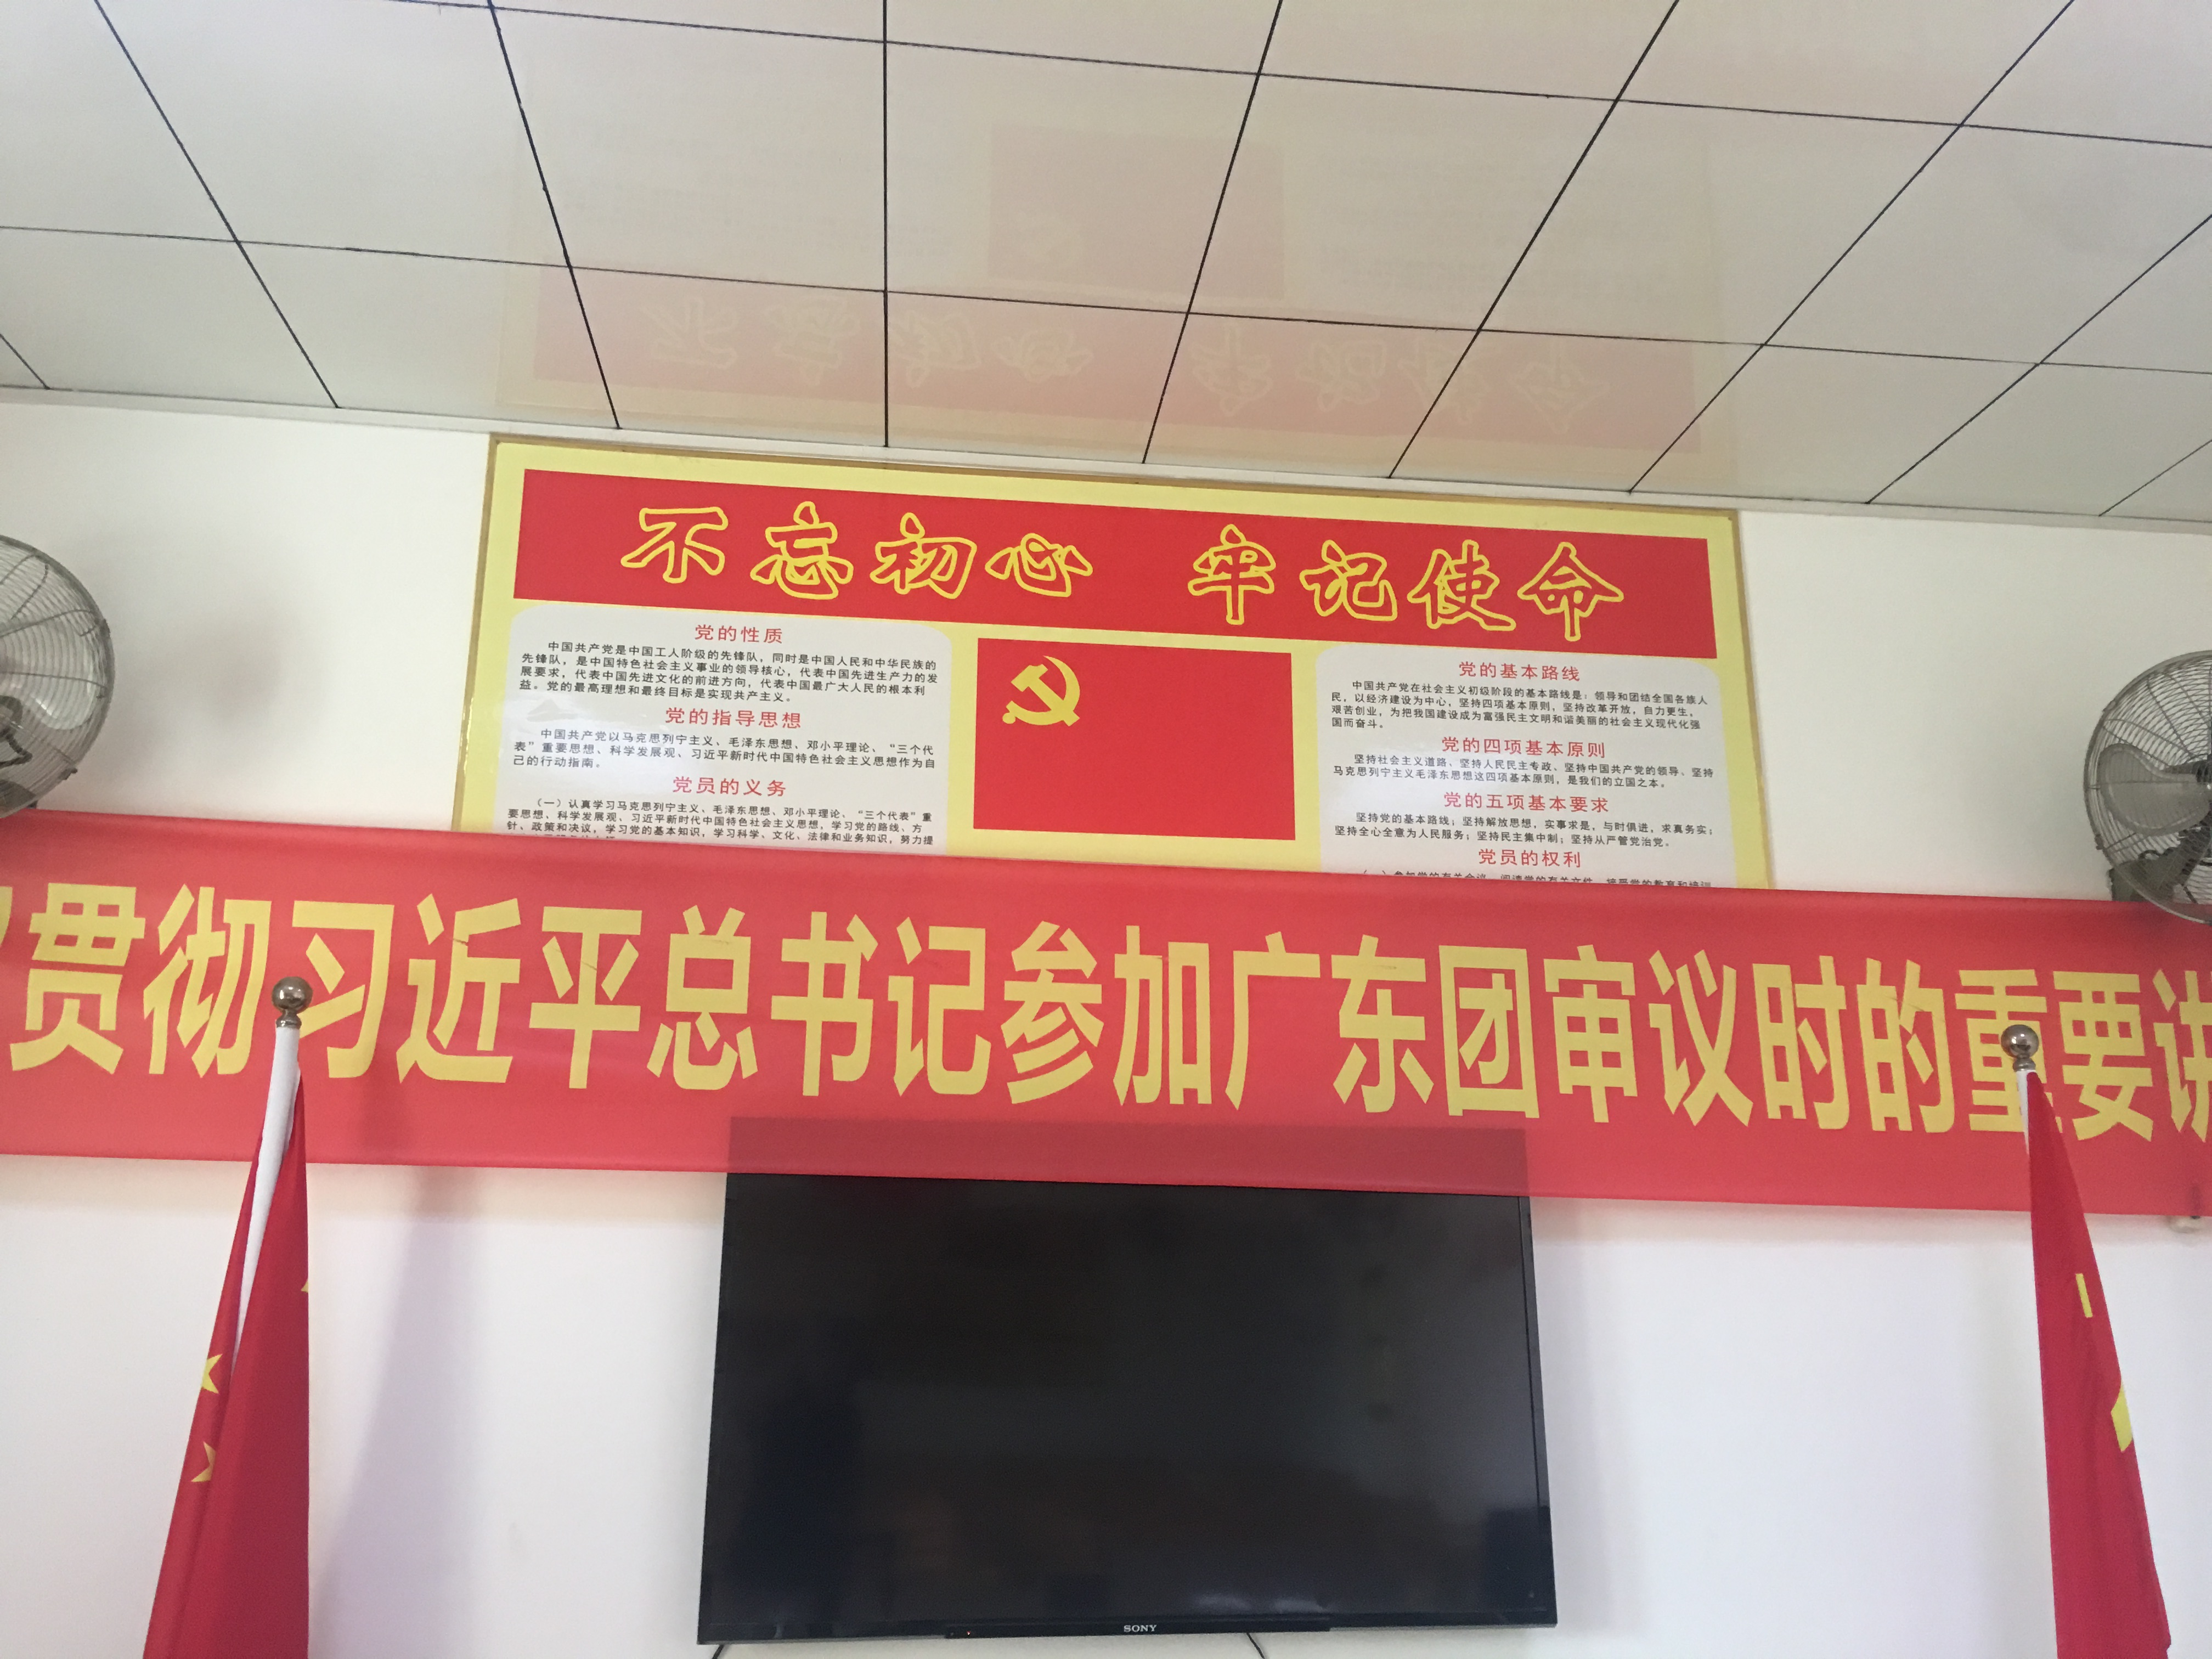 不忘初心 牢记使命
党的性质
中国共产党是中国工人阶级的先锋队，同时是中国人民和中华民族的
先锋队，是中国特色社会主义事业的领导核心，代表中国先进生产力的发
展要求，代表中国先进文化的前进方向，代表中国最广大人民的根本利
益。党的最高理想和最终目标是实现共产主义。
党的指导思想
中国共产党以马克思列宁主义、毛泽东思想、邓小平理论、“三个代
表”重要思想、科学发展观、习近平新时代中国特色社会主义思想作为自
己的行动指南。
党员的义务
（一）认真学习马克思列宁主义、毛泽东思想、邓小平理论、“三个代表”重
要思想、科学发展观、习近平新时代中国特色社会主义思想，学习党的路线、方
针、政策和决议，学习党的基本知识，学习科学、文化、法律和业务知识，努力提
党的基本路线
中国共产党在社会主义初级阶段的基本路线是：领导和团结全国各族人
民，以经济建设为中心，坚持四项基本原则，坚持改革开放，自力更生，
艰苦创业，为把我国建设成为富强民主文明和谐美丽的社会主义现代化强
国而奋斗。
党的四项基本原则
坚持社会主义道路、坚持人民民主专政、坚持中国共产党的领导、坚持
马克思列宁主义毛泽东思想这四项基本原则，是我们的立国之本。
党的五项基本要求
坚持党的基本路线；坚持解放思想，实事求是，与时俱进，求真务实；
坚持全心全意为人民服务；坚持民主集中制；坚持从严管党治党。
党员的权利
贯彻习近平总书记参加广东团审议时的重要讲
SONY